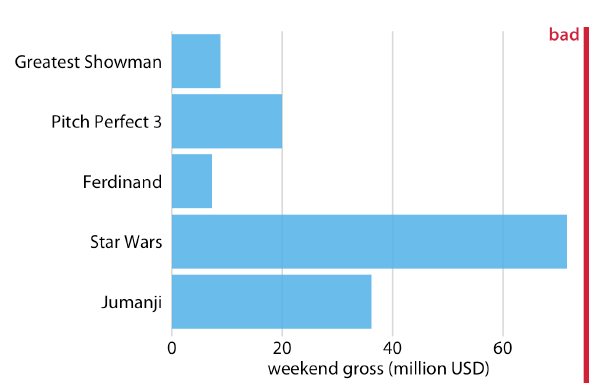 bad
Greatest Showman
Pitch Perfect 3
Ferdinand
Star Wars
Jumanji
0 20 40 60
weekend gross (million USD)